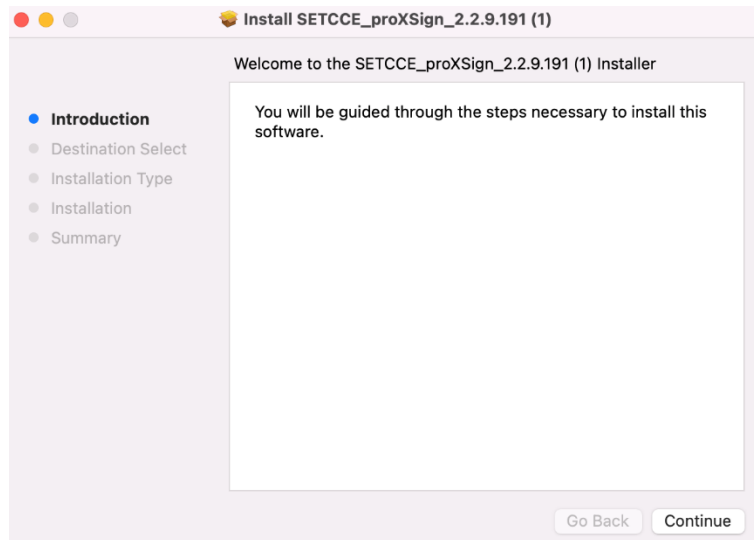 Install SETCCE_proXSign_2.2.9.191 (1)
Welcome to the SETCCE_proXSign_2.2.9.191 (1) Installer
Introduction
Destination Select
Installation Type
Installation
Summary
You will be guided through the steps necessary to install this
software.
Go Back
Continue